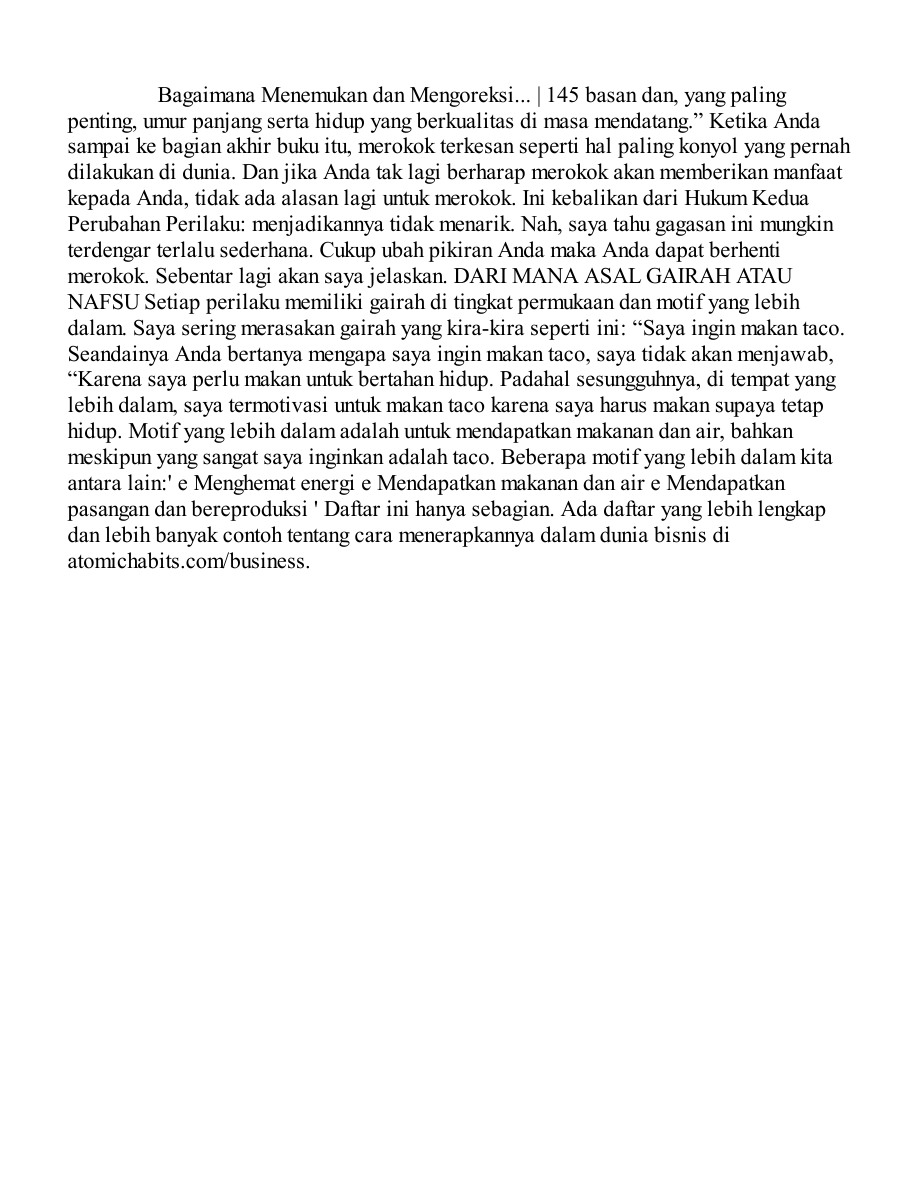 Bagaimana Menemukan dan Mengoreksi... | 145 basan dan, yang paling
penting, umur panjang serta hidup yang berkualitas di masa mendatang.” Ketika Anda
sampai ke bagian akhir buku itu, merokok terkesan seperti hal paling konyol yang pernah
dilakukan di dunia. Dan jika Anda tak lagi berharap merokok akan memberikan manfaat
kepada Anda, tidak ada alasan lagi untuk merokok. Ini kebalikan dari Hukum Kedua
Perubahan Perilaku: menjadikannya tidak menarik. Nah, saya tahu gagasan ini mungkin
terdengar terlalu sederhana. Cukup ubah pikiran Anda maka Anda dapat berhenti
merokok. Sebentar lagi akan saya jelaskan. DARI MANA ASAL GAIRAH ATAU
NAFSU Setiap perilaku memiliki gairah di tingkat permukaan dan motif yang lebih
dalam. Saya sering merasakan gairah yang kira-kira seperti ini: “Saya ingin makan taco.
Seandainya Anda bertanya mengapa saya ingin makan taco, saya tidak akan menjawab,
“Karena saya perlu makan untuk bertahan hidup. Padahal sesungguhnya, di tempat yang
lebih dalam, saya termotivasi untuk makan taco karena saya harus makan supaya tetap
hidup. Motif yang lebih dalam adalah untuk mendapatkan makanan dan air, bahkan
meskipun yang sangat saya inginkan adalah taco. Beberapa motif yang lebih dalam kita
antara lain:' e Menghemat energi e Mendapatkan makanan dan air e Mendapatkan
pasangan dan bereproduksi ' Daftar ini hanya sebagian. Ada daftar yang lebih lengkap
dan lebih banyak contoh tentang cara menerapkannya dalam dunia bisnis di
atomichabits.com/business.